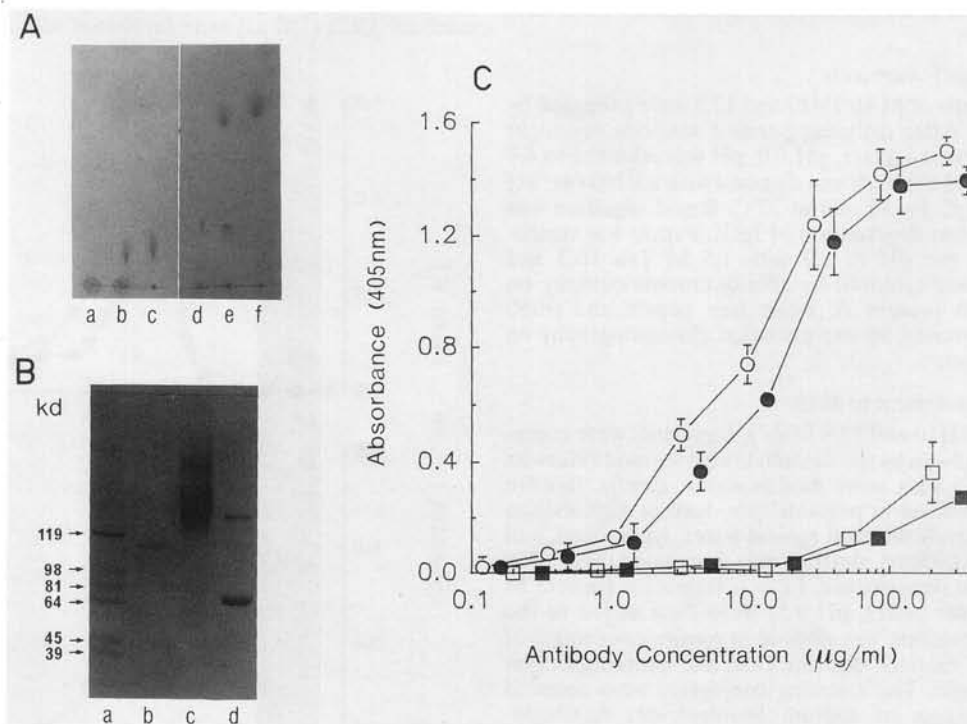 A
a b c d e f
B
kd
119
98
81
64
45
39
a b c d
C
Absorbance (405nm)
1.6
1.2
0.8
0.4
0.0
0.1 1.0 10.0 100.0
Antibody Concentration (µg/ml)